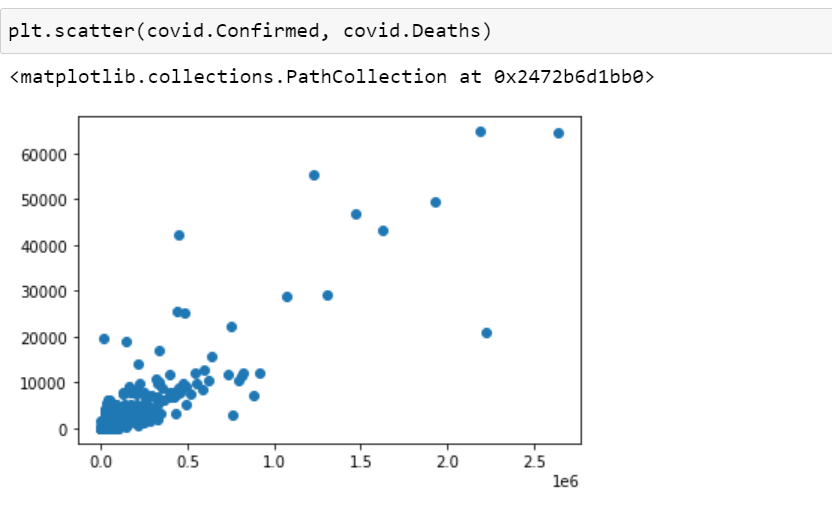 plt.scatter(covid.Confirmed, covid.Deaths)
<matplotlib.collections.PathCollection at 0x2472b6d1bb0>
60000
50000
40000
30000
20000
10000
0
0.0 0.5 1.0 1.5 2.0 2.5
1e6